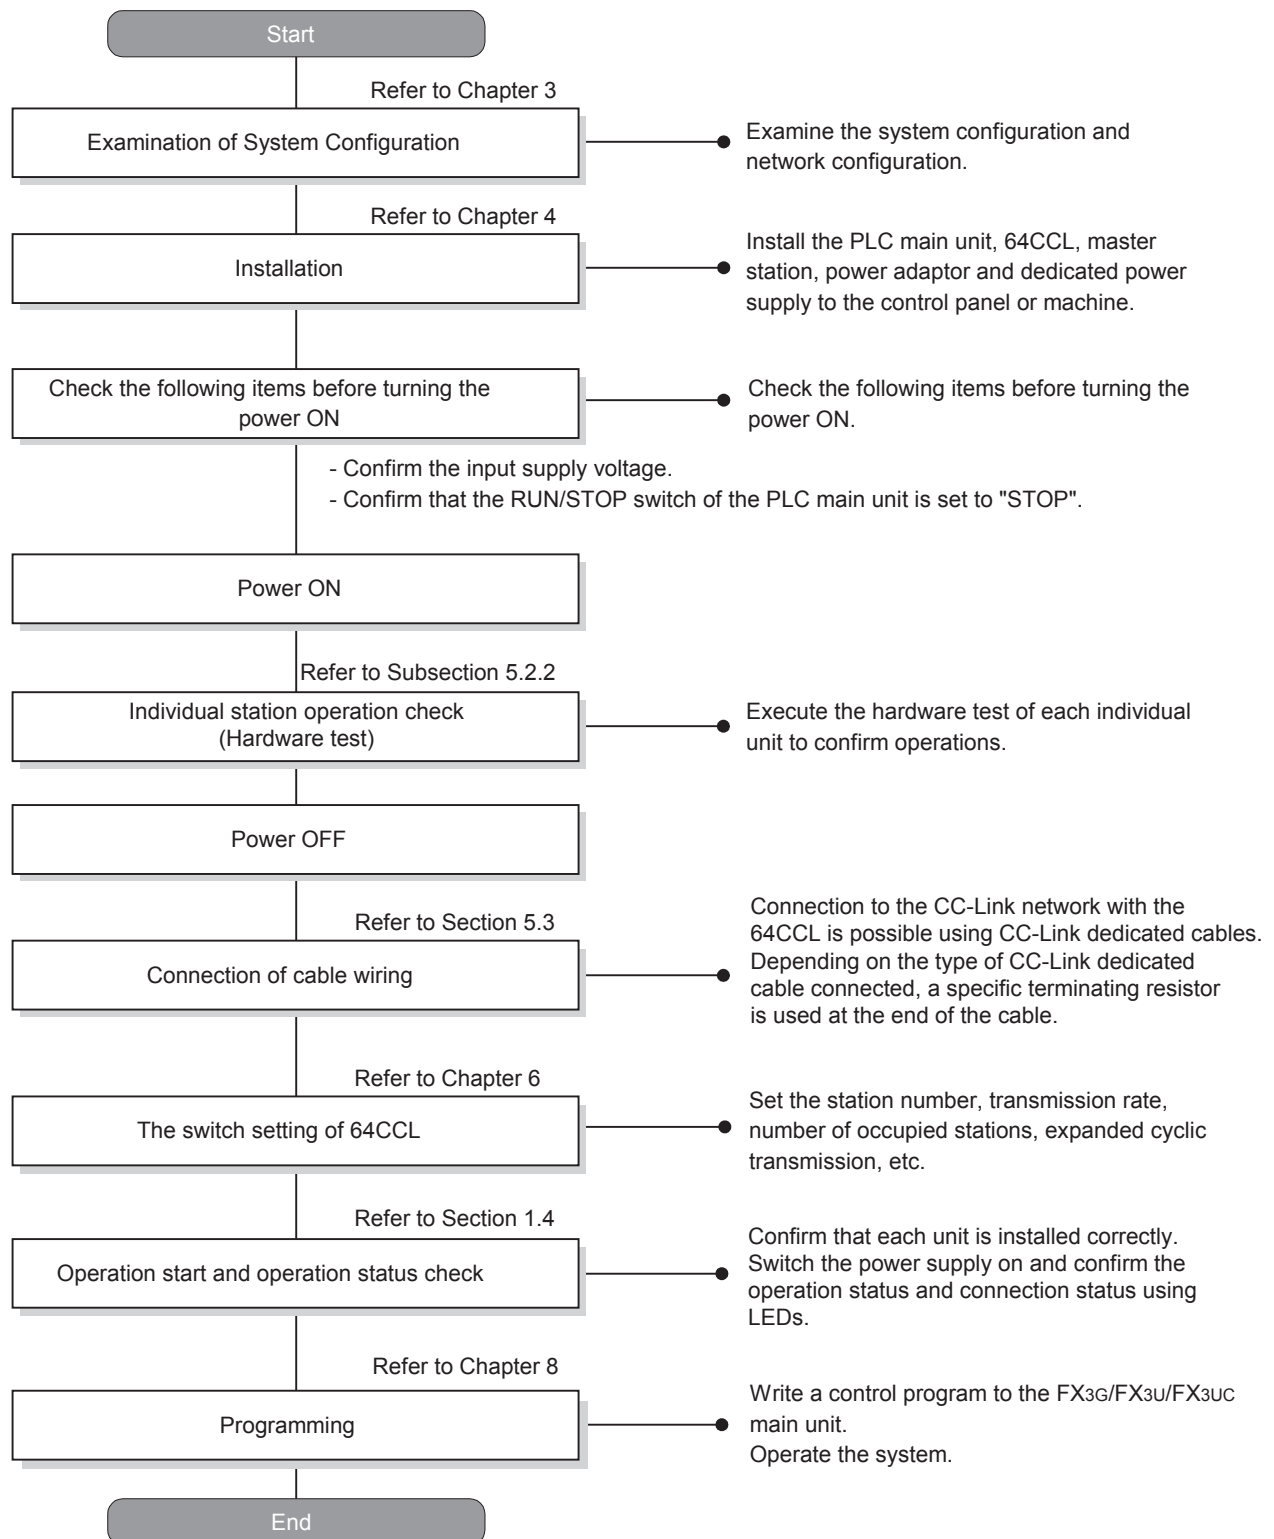 Start
Refer to Chapter 3
Examination of System Configuration
Examine the system configuration and
network configuration.
Refer to Chapter 4
Installation
Install the PLC main unit, 64CCL, master
station, power adaptor and dedicated power
supply to the control panel or machine.
Check the following items before turning the
power ON
Check the following items before turning the
power ON.
- Confirm the input supply voltage.
- Confirm that the RUN/STOP switch of the PLC main unit is set to "STOP".
Power ON
Refer to Subsection 5.2.2
Individual station operation check
(Hardware test)
Execute the hardware test of each individual
unit to confirm operations.
Power OFF
Refer to Section 5.3
Connection of cable wiring
Connection to the CC-Link network with the
64CCL is possible using CC-Link dedicated cables.
Depending on the type of CC-Link dedicated
cable connected, a specific terminating resistor
is used at the end of the cable.
Refer to Chapter 6
The switch setting of 64CCL
Set the station number, transmission rate,
number of occupied stations, expanded cyclic
transmission, etc.
Refer to Section 1.4
Operation start and operation status check
Confirm that each unit is installed correctly.
Switch the power supply on and confirm the
operation status and connection status using
LEDs.
Refer to Chapter 8
Programming
Write a control program to the FX3G/FX3U/FX3UC
main unit.
Operate the system.
End